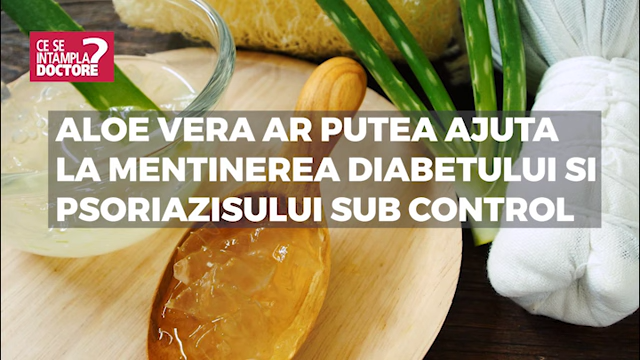 CE SE
INTAMPLA
DOCTORE?
ALOE VERA AR PUTEA AJUTA
LA MENTINEREA DIABETULUI SI
PSORIAZISULUI SUB CONTROL